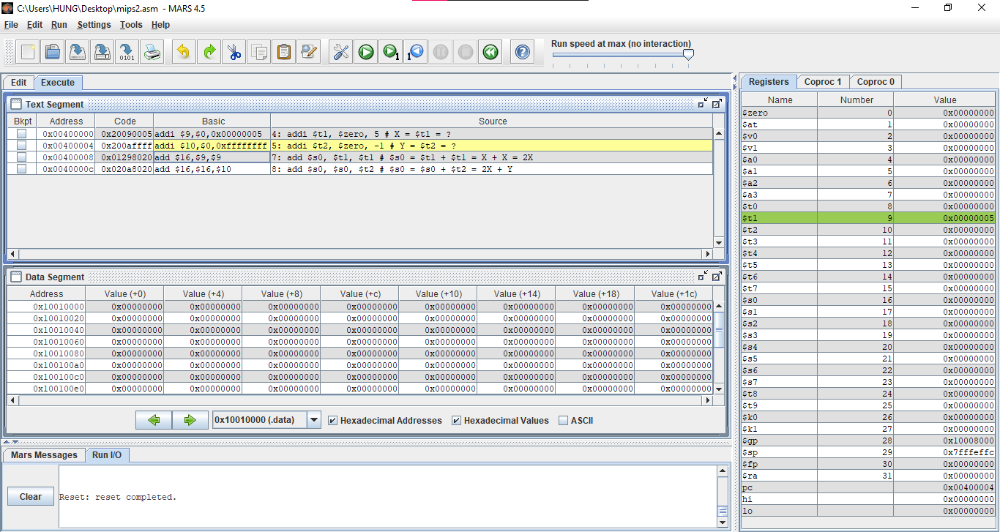 C:\Users\HUNG\Desktop\mips2.asm - MARS 4.5
File Edit Run Settings Tools Help
Run speed at max (no interaction)
Edit Execute
Text Segment
Bkpt Address Code Basic Source
0x00400000 0x20090005 addi $9,$0,0x00000005 4: addi $t1, $zero, 5 # X = $t1 = ?
0x00400004 0x200affff addi $10,$0,0xffffffff 5: addi $t2, $zero, -1 # Y = $t2 = ?
0x00400008 0x01298020 add $16,$9,$9 7: add $s0, $t1, $t1 # $s0 = $t1 + $t1 = X + X = 2X
0x0040000c 0x020a8020 add $16,$16,$10 8: add $s0, $s0, $t2 # $s0 = $s0 + $t2 = 2X + Y
Data Segment
Address Value (+0) Value (+4) Value (+8) Value (+c) Value (+10) Value (+14) Value (+18) Value (+1c)
0x10010000 0x00000000 0x00000000 0x00000000 0x00000000 0x00000000 0x00000000 0x00000000 0x00000000
0x10010020 0x00000000 0x00000000 0x00000000 0x00000000 0x00000000 0x00000000 0x00000000 0x00000000
0x10010040 0x00000000 0x00000000 0x00000000 0x00000000 0x00000000 0x00000000 0x00000000 0x00000000
0x10010060 0x00000000 0x00000000 0x00000000 0x00000000 0x00000000 0x00000000 0x00000000 0x00000000
0x10010080 0x00000000 0x00000000 0x00000000 0x00000000 0x00000000 0x00000000 0x00000000 0x00000000
0x100100a0 0x00000000 0x00000000 0x00000000 0x00000000 0x00000000 0x00000000 0x00000000 0x00000000
0x100100c0 0x00000000 0x00000000 0x00000000 0x00000000 0x00000000 0x00000000 0x00000000 0x00000000
0x100100e0 0x00000000 0x00000000 0x00000000 0x00000000 0x00000000 0x00000000 0x00000000 0x00000000
0x10010000 (.data) Hexadecimal Addresses Hexadecimal Values ASCII
Mars Messages Run I/O
Clear
Reset: reset completed.
Registers Coproc 1 Coproc 0
Name Number Value
$zero 0 0x00000000
$at 1 0x00000000
$v0 2 0x00000000
$v1 3 0x00000000
$a0 4 0x00000000
$a1 5 0x00000000
$a2 6 0x00000000
$a3 7 0x00000000
$t0 8 0x00000000
$t1 9 0x00000005
$t2 10 0x00000000
$t3 11 0x00000000
$t4 12 0x00000000
$t5 13 0x00000000
$t6 14 0x00000000
$t7 15 0x00000000
$s0 16 0x00000000
$s1 17 0x00000000
$s2 18 0x00000000
$s3 19 0x00000000
$s4 20 0x00000000
$s5 21 0x00000000
$s6 22 0x00000000
$s7 23 0x00000000
$t8 24 0x00000000
$t9 25 0x00000000
$k0 26 0x00000000
$k1 27 0x00000000
$gp 28 0x10008000
$sp 29 0x7fffeffc
$fp 30 0x00000000
$ra 31 0x00000000
pc 0x00400004
hi 0x00000000
lo 0x00000000